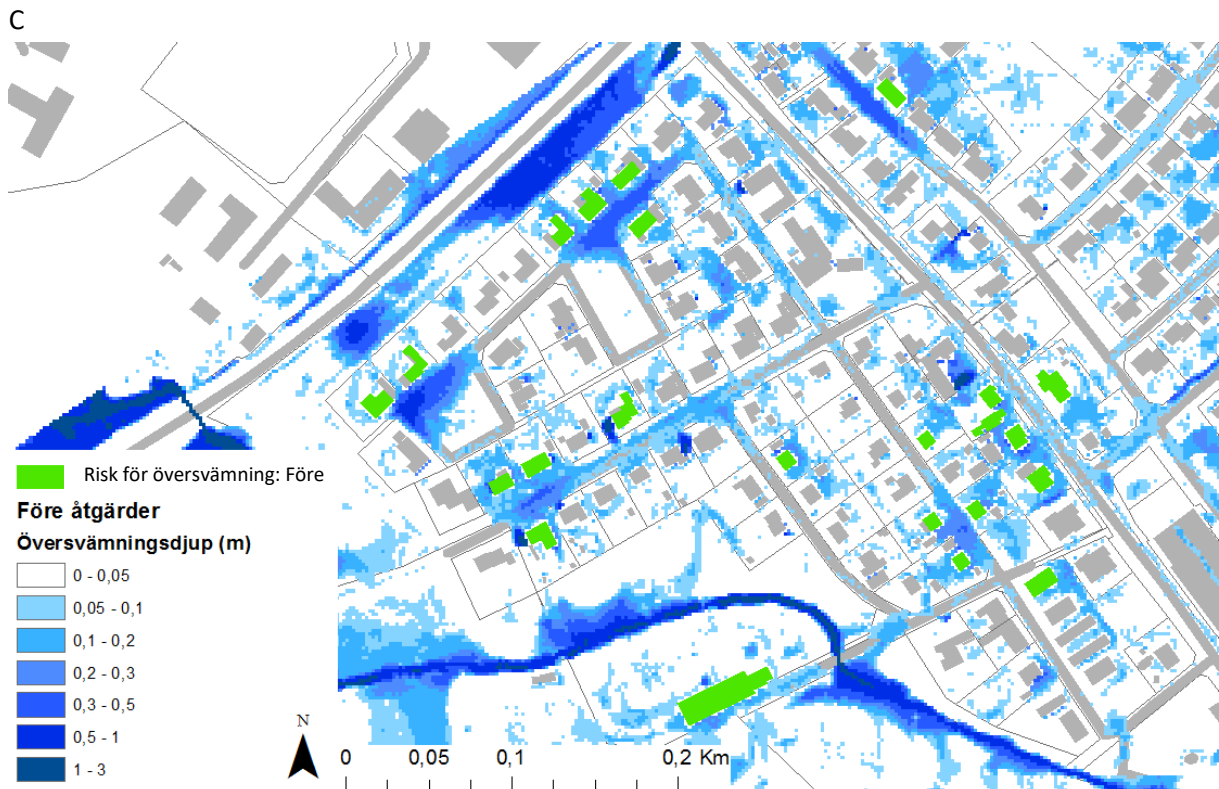 C
Risk för översvämning: Före
Före åtgärder
Översvämningsdjup (m)
0 - 0,05
0,05 - 0,1
0,1 - 0,2
0,2 - 0,3
0,3 - 0,5
0,5 - 1
1 - 3
N
0 0,05 0,1 0,2 Km